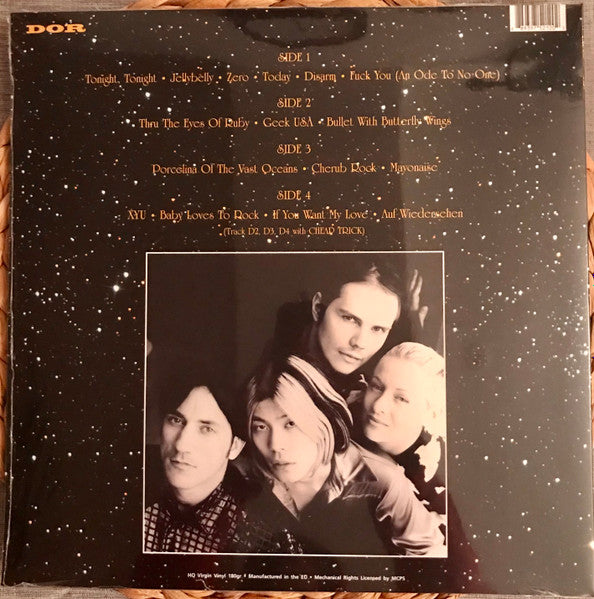 DOR
SIDE 1
Tonight, Tonight • Jellybelly • Zero • Today • Disarm • Fuck You (An Ode To No One)
SIDE 2
Thru The Eyes Of Ruby • Geek USA • Bullet With Butterfly Wings
SIDE 3
Porcelina Of The Vast Oceans • Cherub Rock • Mayonaise
SIDE 4
XYU • Baby Loves To Rock • If You Want My Love • Auf Wiedersehen
(Track D2, D3, D4 with CHEAP TRICK)
HQ Virgin Vinyl 180gr • Manufactured in the EU • Mechanical Rights Licensed by MCPS